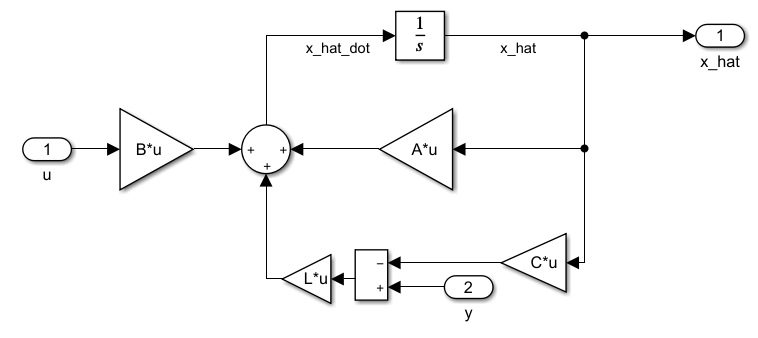 1
s
x_hat_dot
x_hat
1
x_hat
1
u
B*u
+
+
+
A*u
L*u
−
+
C*u
2
y